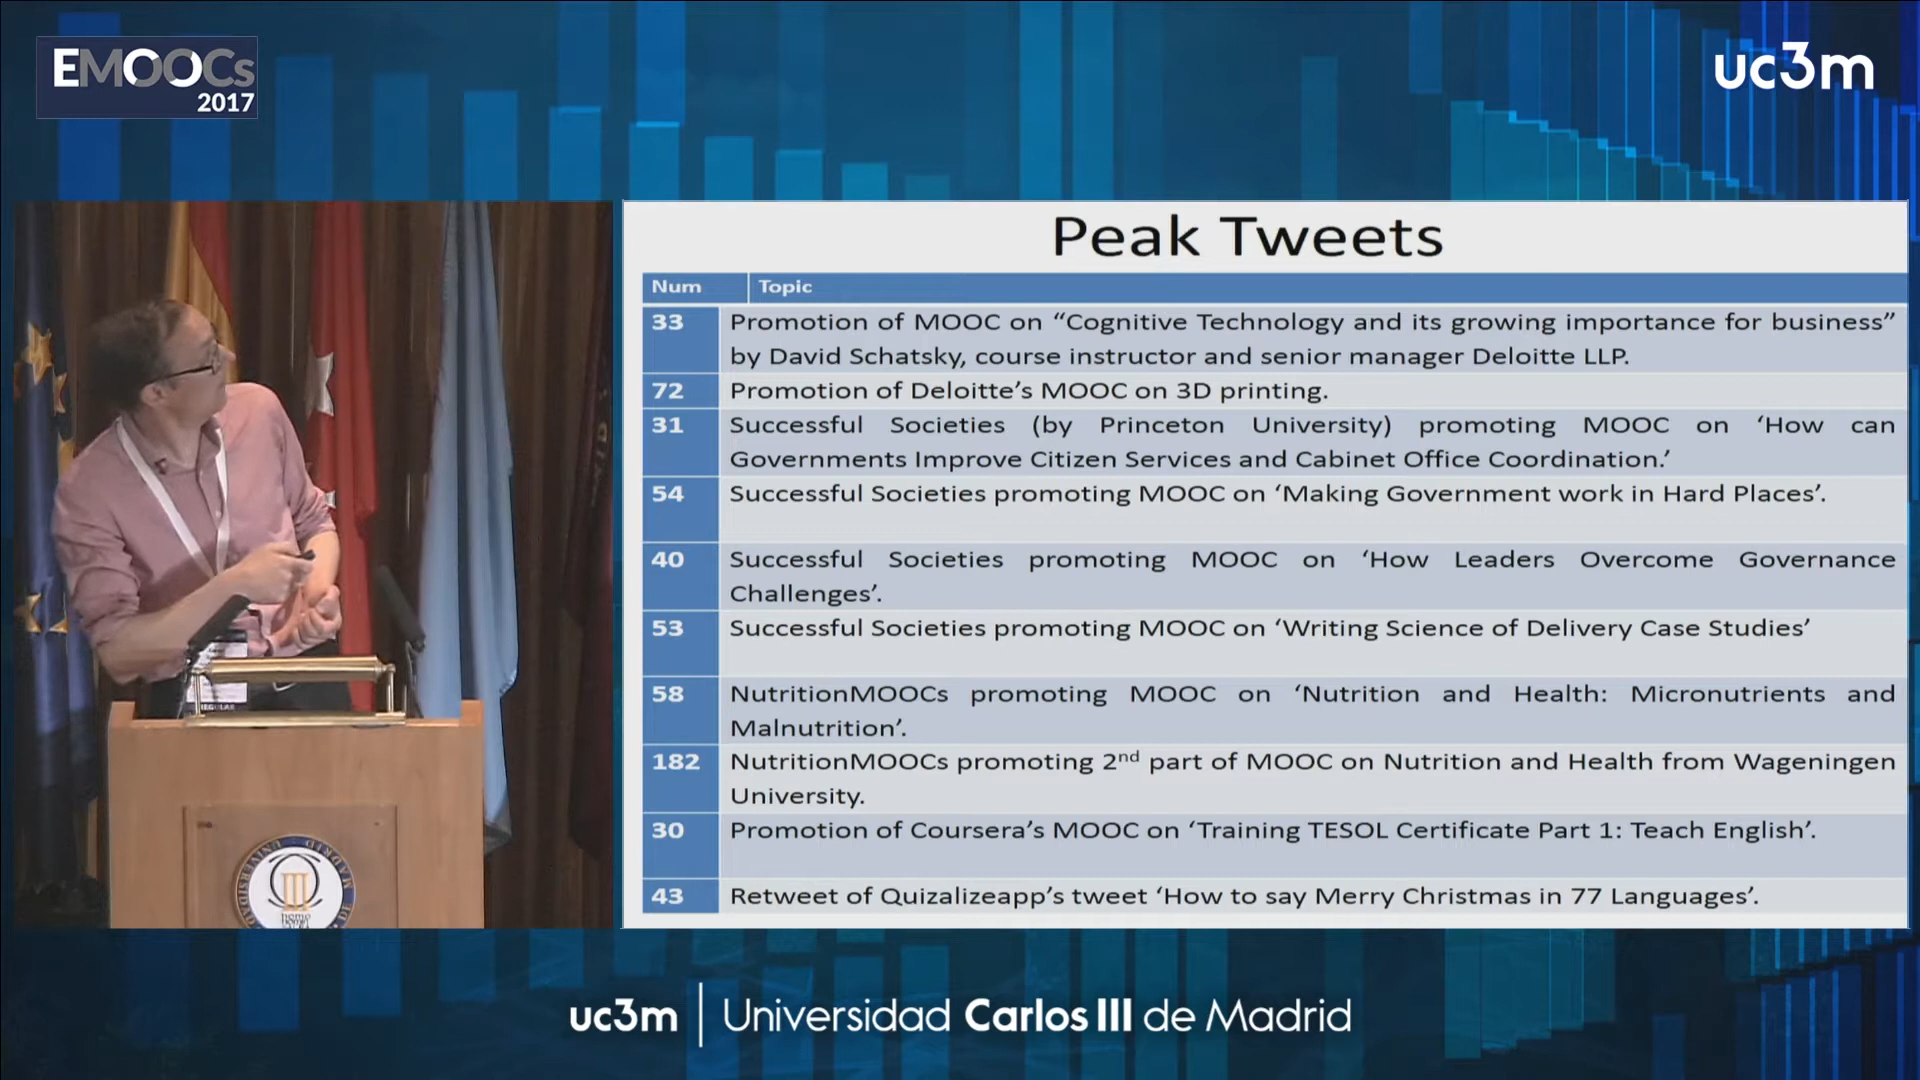 EMOOCs
2017
uc3m
Peak Tweets
Num Topic
33 Promotion of MOOC on “Cognitive Technology and its growing importance for business”
by David Schatsky, course instructor and senior manager Deloitte LLP.
72 Promotion of Deloitte’s MOOC on 3D printing.
31 Successful Societies (by Princeton University) promoting MOOC on ‘How can
Governments Improve Citizen Services and Cabinet Office Coordination.’
54 Successful Societies promoting MOOC on ‘Making Government work in Hard Places’.
40 Successful Societies promoting MOOC on ‘How Leaders Overcome Governance
Challenges’.
53 Successful Societies promoting MOOC on ‘Writing Science of Delivery Case Studies’
58 NutritionMOOCs promoting MOOC on ‘Nutrition and Health: Micronutrients and
Malnutrition’.
182 NutritionMOOCs promoting 2nd part of MOOC on Nutrition and Health from Wageningen
University.
30 Promotion of Coursera’s MOOC on ‘Training TESOL Certificate Part 1: Teach English’.
43 Retweet of Quizalizeapp’s tweet ‘How to say Merry Christmas in 77 Languages’.
REGULAR
uc3m | Universidad Carlos III de Madrid